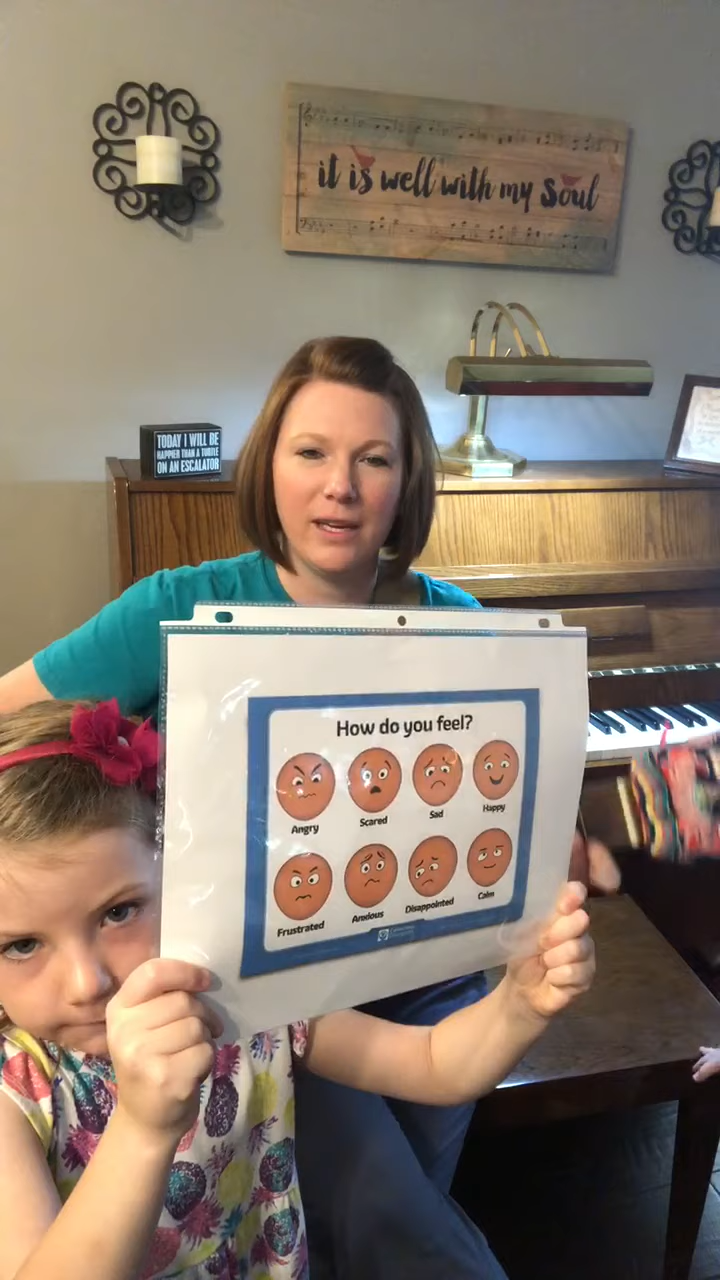 it is well with my soul
TODAY I WILL BE
HAPPIER THAN A TURTLE
ON AN ESCALATOR
How do you feel?
Angry Scared Sad Happy
Frustrated Anxious Disappointed Calm